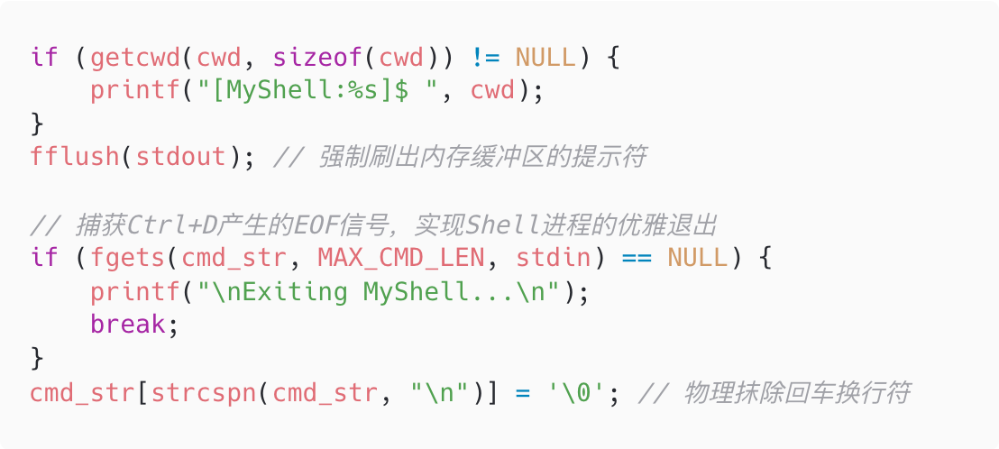 if (getcwd(cwd, sizeof(cwd)) != NULL) {
    printf("[MyShell:%s]$ ", cwd);
}
fflush(stdout); // 强制刷出内存缓冲区的提示符

// 捕获Ctrl+D产生的EOF信号，实现Shell进程的优雅退出
if (fgets(cmd_str, MAX_CMD_LEN, stdin) == NULL) {
    printf("\nExiting MyShell...\n");
    break;
}
cmd_str[strcspn(cmd_str, "\n")] = '\0'; // 物理抹除回车换行符